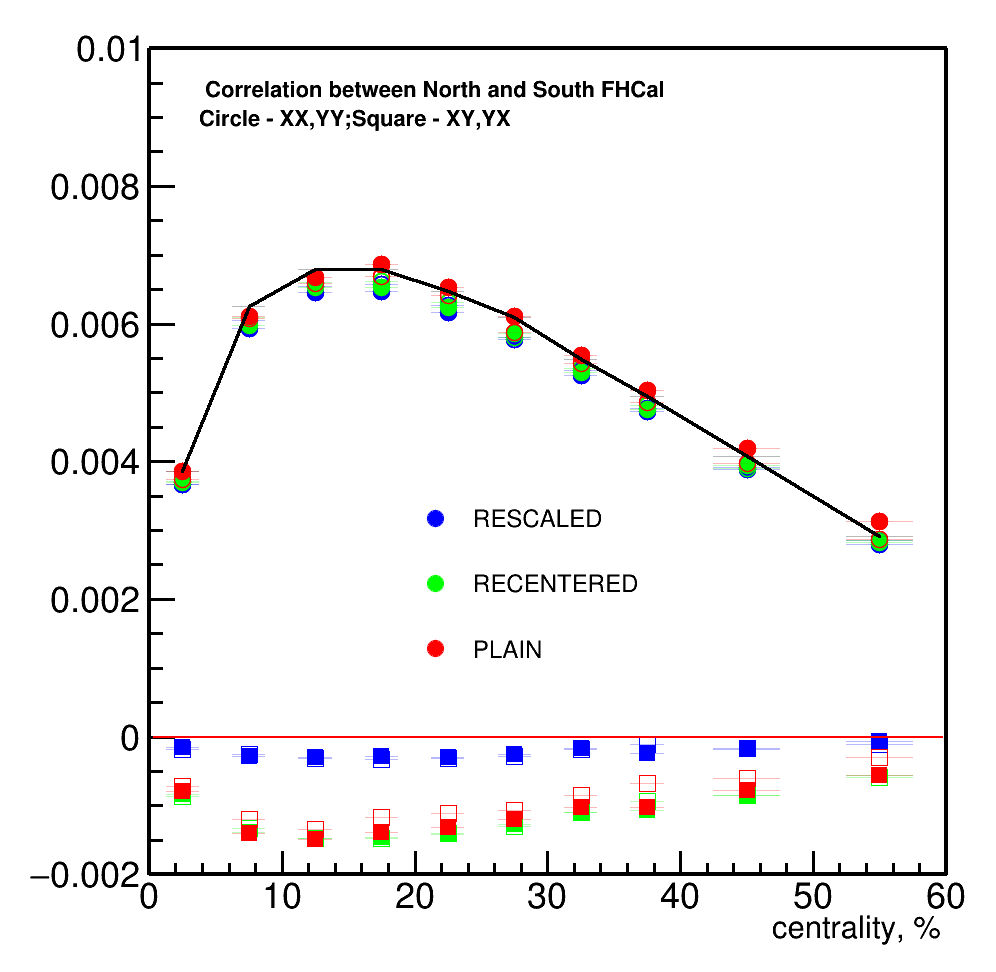 0.01
Correlation between North and South FHCal
Circle - XX,YY;Square - XY,YX
0.008
0.006
0.004
RESCALED
RECENTERED
0.002
PLAIN
0
−0.002
0 10 20 30 40 50 60
centrality, %